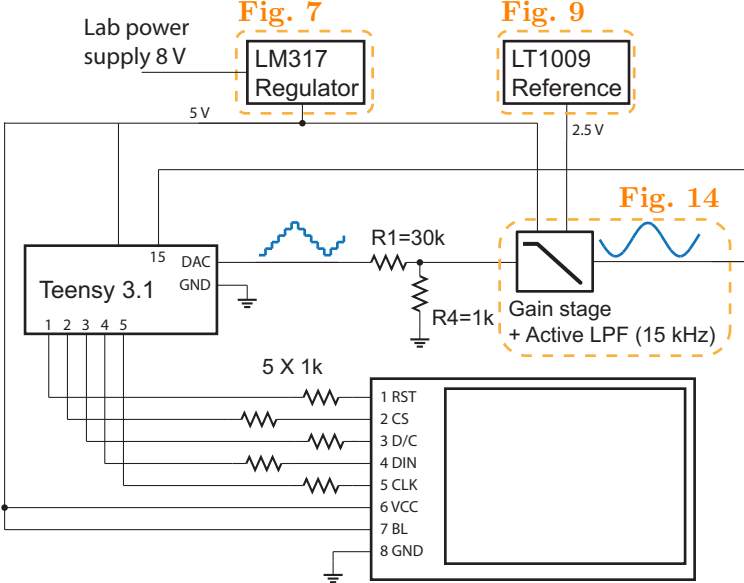 Fig. 7
Fig. 9
Lab power
supply 8 V
LM317
Regulator
LT1009
Reference
5 V
2.5 V
Fig. 14
15
DAC
GND
Teensy 3.1
1 2 3 4 5
R1=30k
R4=1k
Gain stage
+ Active LPF (15 kHz)
5 X 1k
1 RST
2 CS
3 D/C
4 DIN
5 CLK
6 VCC
7 BL
8 GND